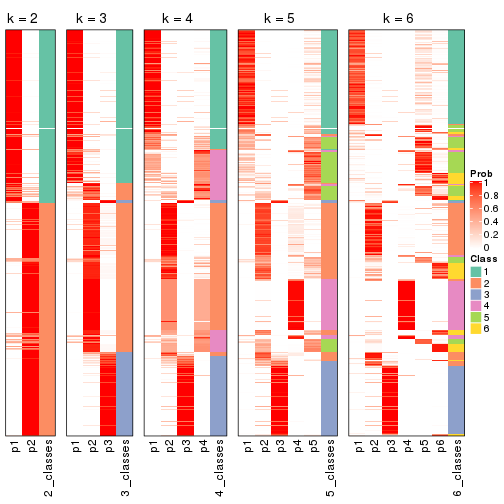 k = 2
k = 3
k = 4
k = 5
k = 6
p1
p2
2_classes
p1
p2
p3
3_classes
p1
p2
p3
p4
4_classes
p1
p2
p3
p4
p5
5_classes
p1
p2
p3
p4
p5
p6
6_classes
Prob
1
0.8
0.6
0.4
0.2
0
Class
1
2
3
4
5
6